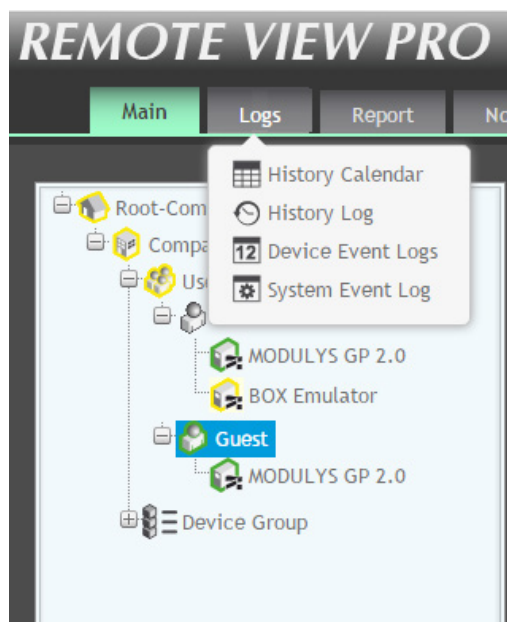 REMOTE VIEW PRO
Main Logs Report
History Calendar
History Log
12 Device Event Logs
System Event Log
MODULYS GP 2.0
BOX Emulator
Guest
MODULYS GP 2.0
Device Group